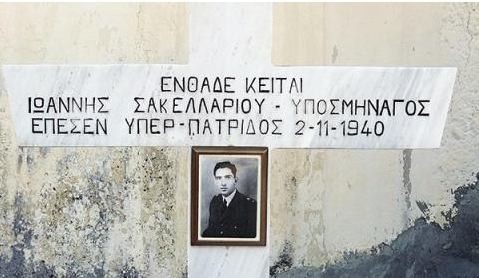 ΕΝΘΑΔΕ ΚΕΙΤΑΙ
ΙΩΑΝΝΗΣ ΣΑΚΕΛΛΑΡΙΟΥ - ΥΠΟΣΜΗΝΑΓΟΣ
ΕΠΕΣΕΝ ΥΠΕΡ-ΠΑΤΡΙΔΟΣ 2-11-1940